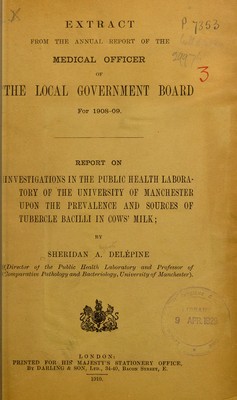 EXTRACT
P 7353
FROM THE ANNUAL REPORT OF THE
MEDICAL OFFICER
OF
3
THE LOCAL GOVERNMENT BOARD
For 1908-09.
REPORT ON
INVESTIGATIONS IN THE PUBLIC HEALTH LABORA-
TORY OF THE UNIVERSITY OF MANCHESTER
UPON THE PREVALENCE AND SOURCES OF
TUBERCLE BACILLI IN COWS' MILK;
BY
SHERIDAN A. DELÉPINE
(Director of the Public Health Laboratory and Professor of
Comparative Pathology and Bacteriology, University of Manchester).
9 APR
LONDON:
PRINTED FOR HIS MAJESTY'S STATIONERY OFFICE,
By DARLING & SON, Ltd., 34-40, Bacon Street, E.
1910.